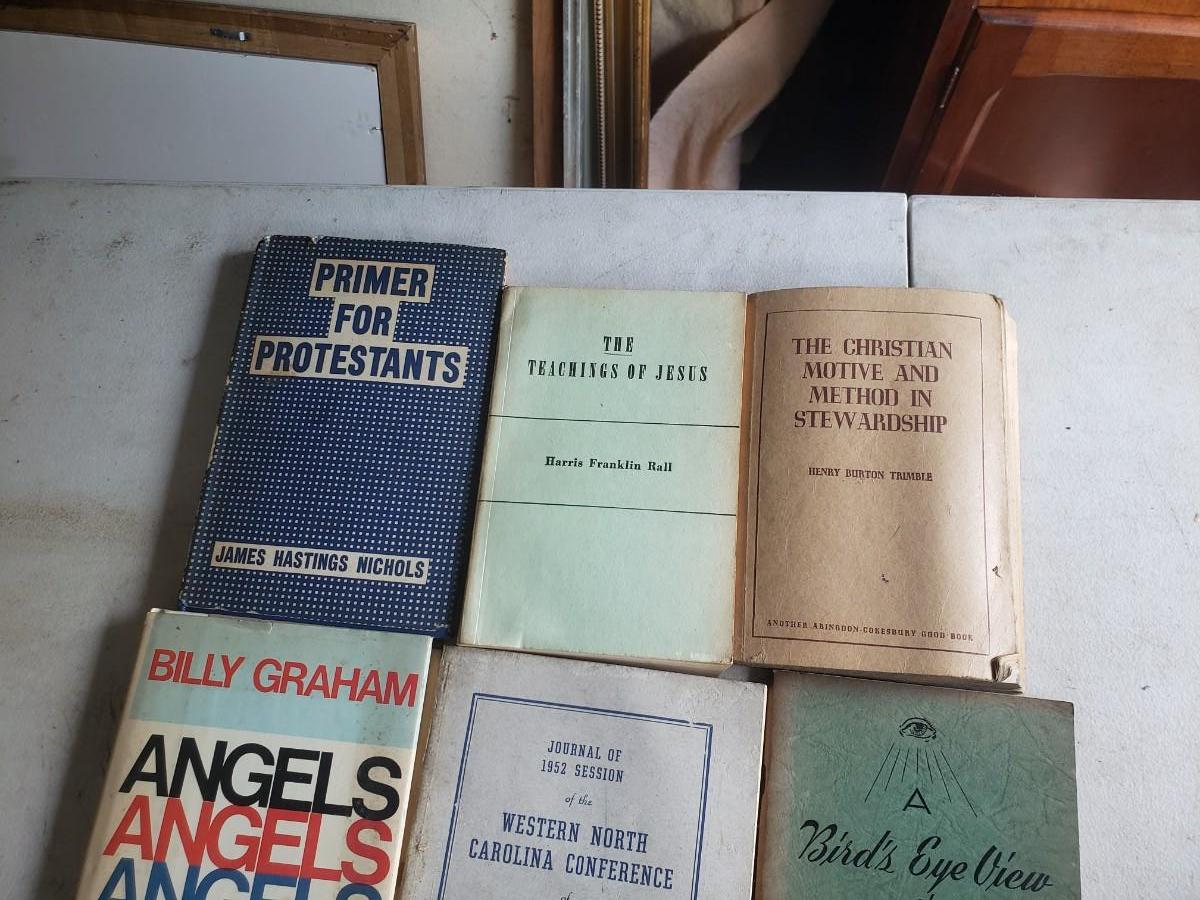 PRIMER
FOR
PROTESTANTS
JAMES HASTINGS NICHOLS
THE
TEACHINGS OF JESUS
Harris Franklin Rall
THE CHRISTIAN
MOTIVE AND
METHOD IN
STEWARDSHIP
HENRY BURTON TRIMBLE
ANOTHER ABINGDON-COKESBURY GOOD BOOK
BILLY GRAHAM
ANGELS
ANGELS
ANGELS
JOURNAL OF
1952 SESSION
of the
WESTERN NORTH
CAROLINA CONFERENCE
of
A
Bird's Eye View